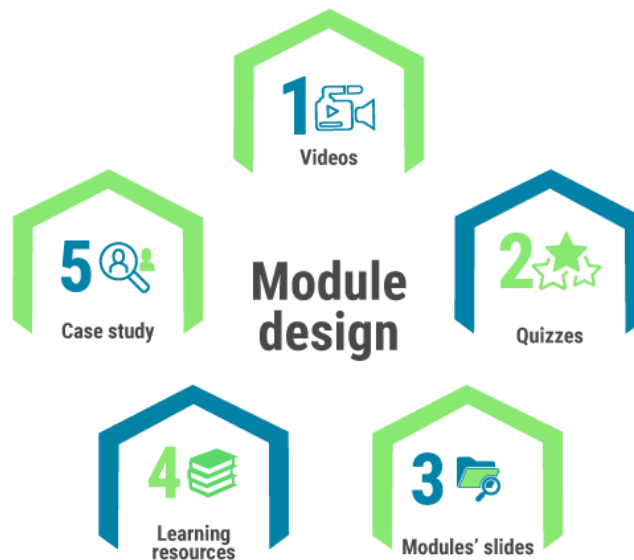 1
Videos
2
Quizzes
3
Modules’ slides
4
Learning
resources
5
Case study
Module
design